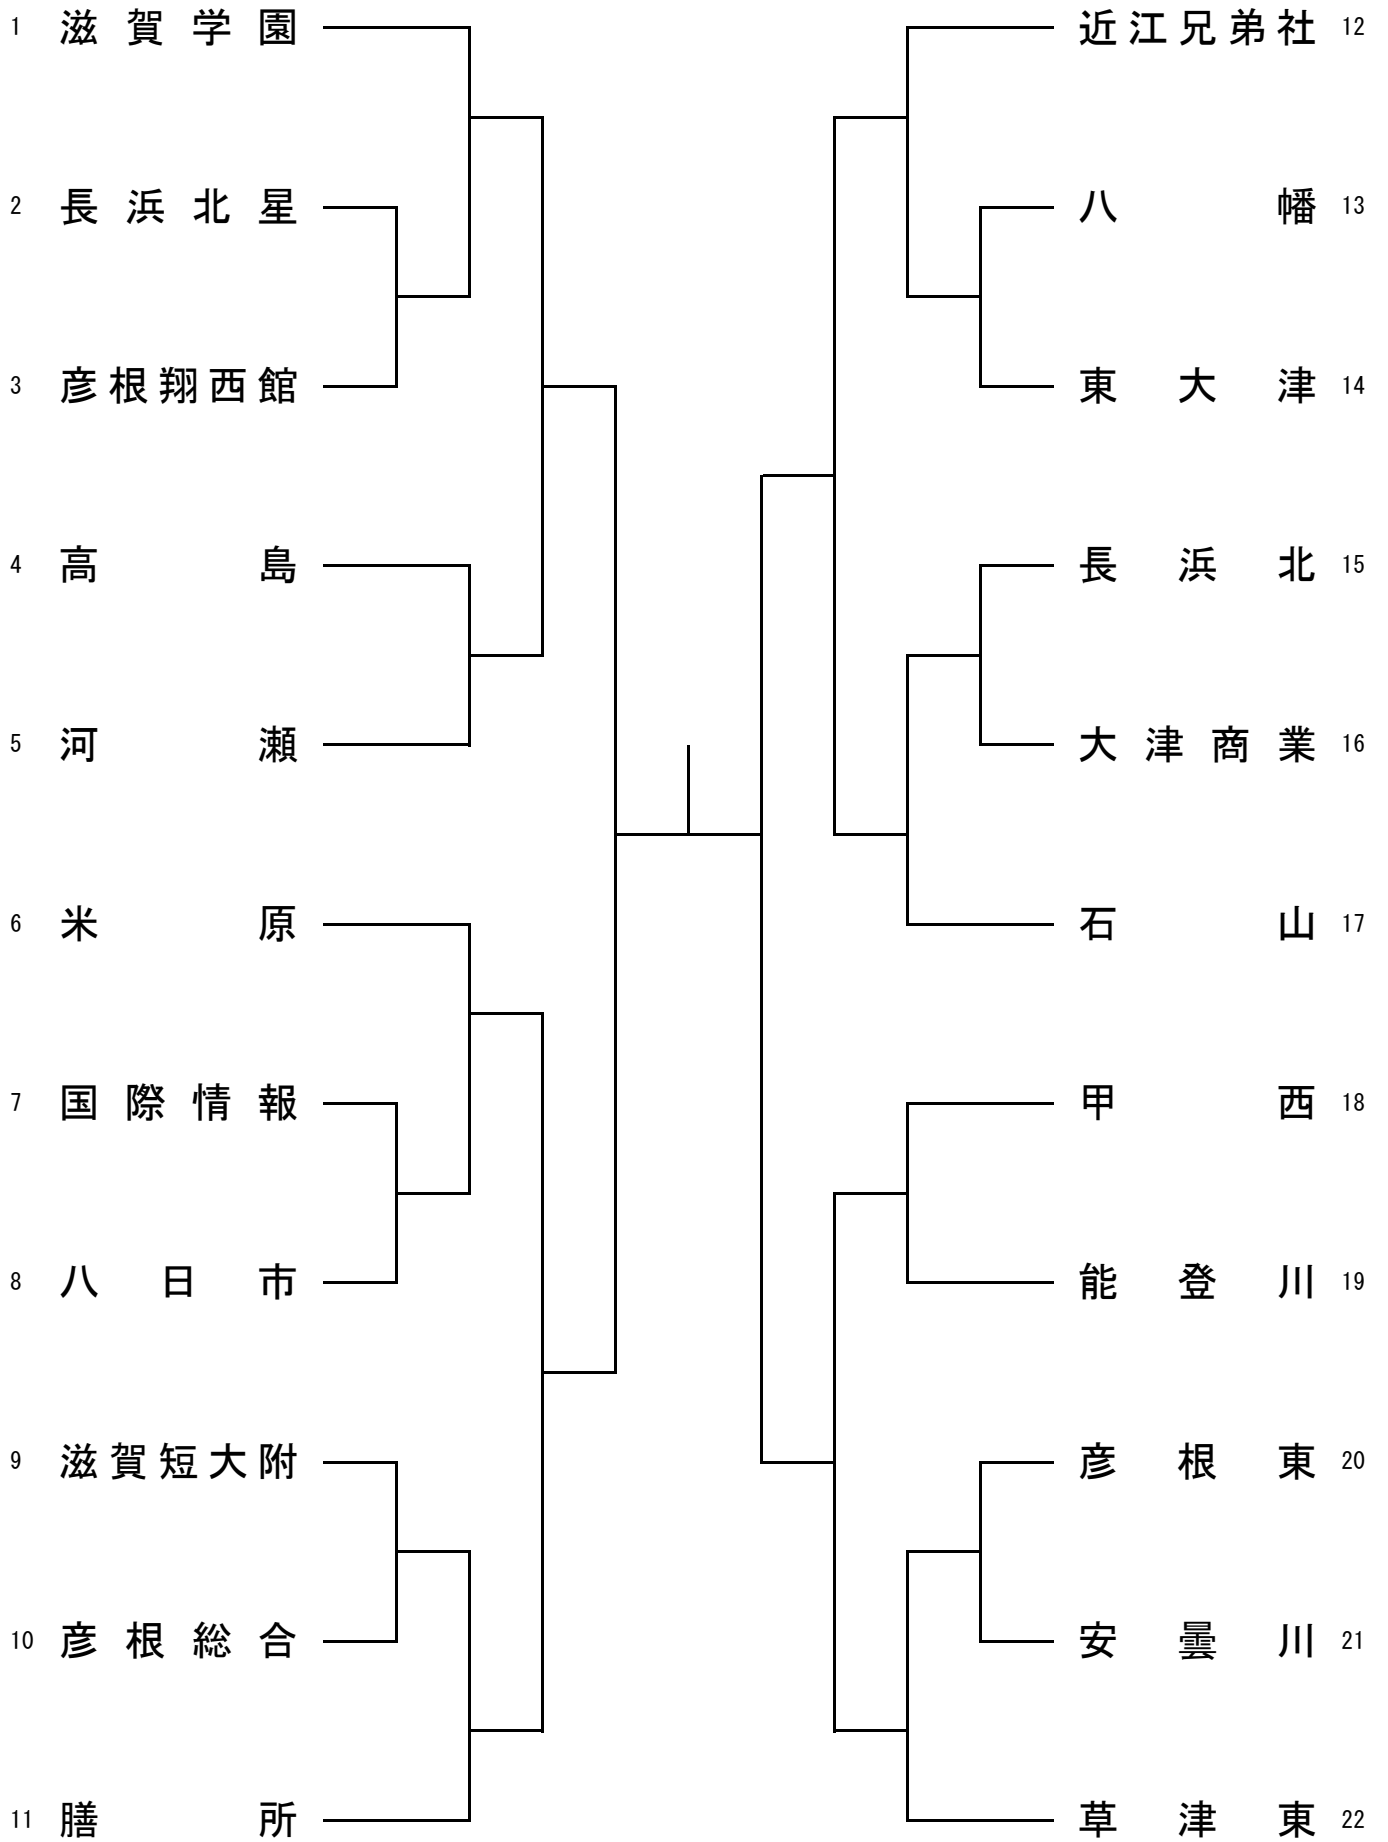 1 滋賀学園
2 長浜北星
3 彦根翔西館
4 高島
5 河瀬
6 米原
7 国際情報
8 八日市
9 滋賀短大附
10 彦根総合
11 膳所
近江兄弟社 12
八幡 13
東大津 14
長浜北 15
大津商業 16
石山 17
甲西 18
能登川 19
彦根東 20
安曇川 21
草津東 22